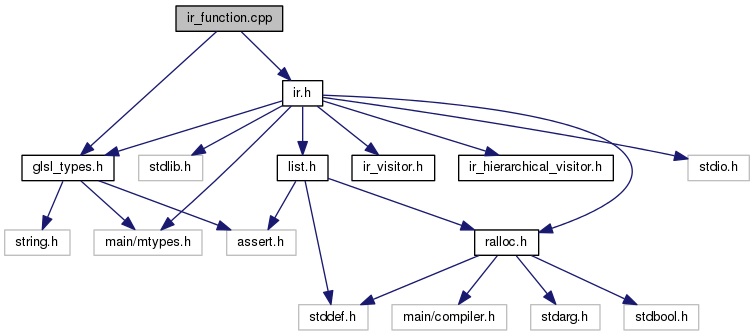 ir_function.cpp
ir.h
glsl_types.h
stdlib.h
list.h
ir_visitor.h
ir_hierarchical_visitor.h
stdio.h
string.h
main/mtypes.h
assert.h
ralloc.h
stddef.h
main/compiler.h
stdarg.h
stdbool.h